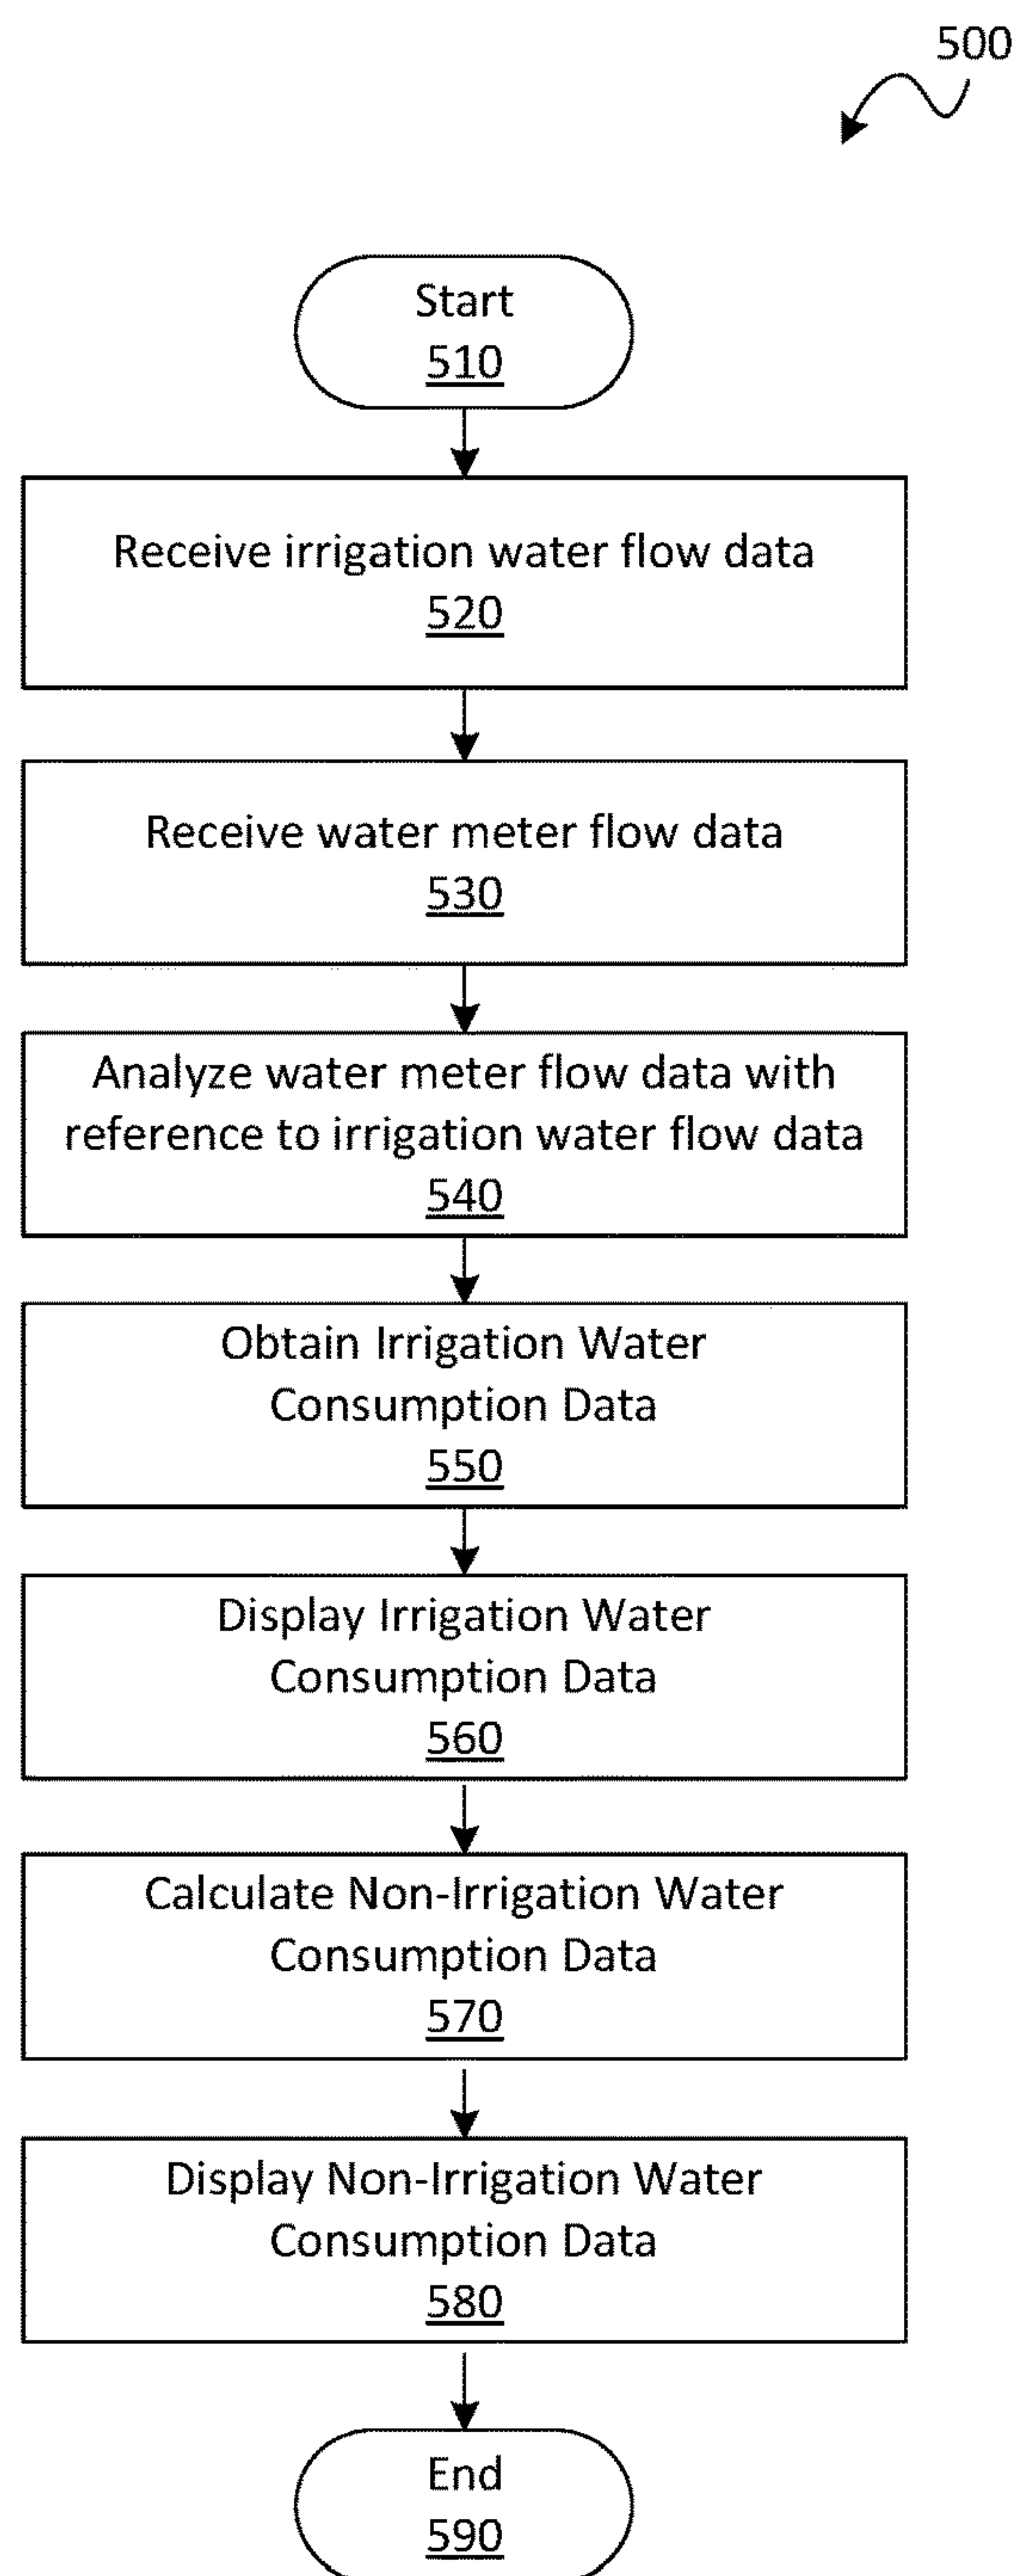 500
Start
510
Receive irrigation water flow data
520
Receive water meter flow data
530
Analyze water meter flow data with
reference to irrigation water flow data
540
Obtain Irrigation Water
Consumption Data
550
Display Irrigation Water
Consumption Data
560
Calculate Non-Irrigation Water
Consumption Data
570
Display Non-Irrigation Water
Consumption Data
580
End
590